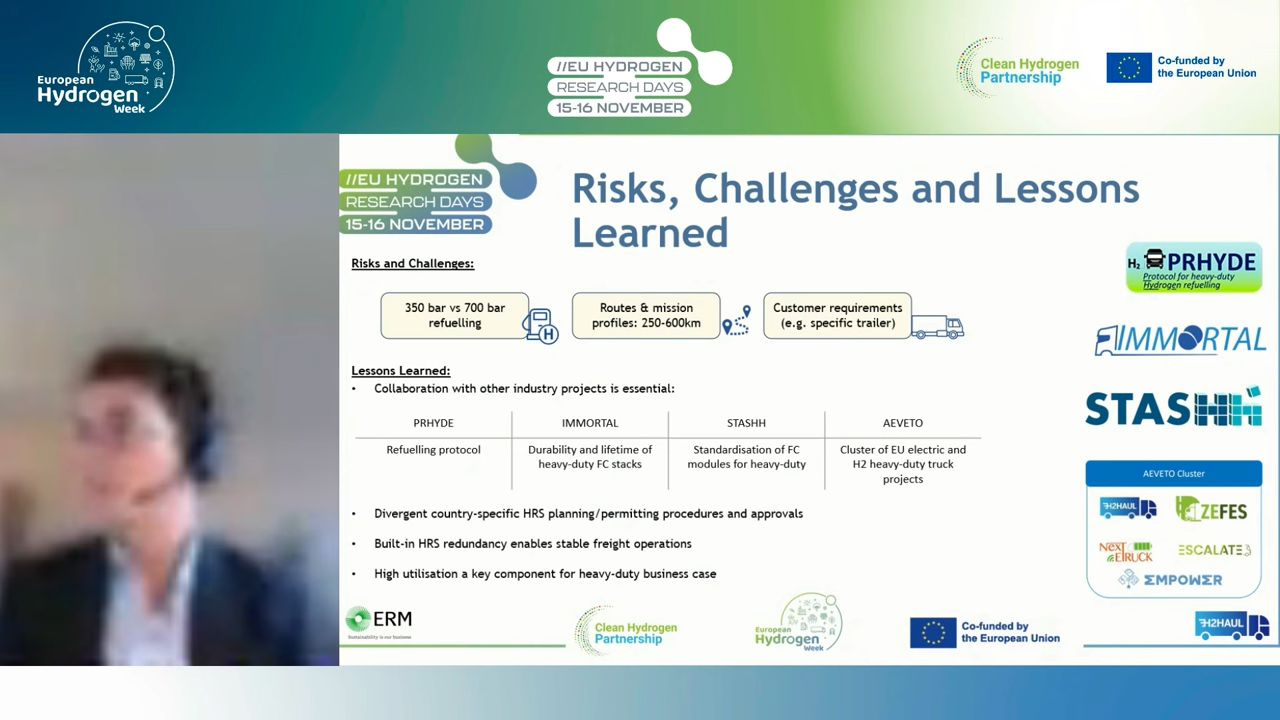 European
Hydrogen
Week
//EU HYDROGEN
RESEARCH DAYS
15-16 NOVEMBER
Clean Hydrogen
Partnership
Co-funded by
the European Union
//EU HYDROGEN
RESEARCH DAYS
15-16 NOVEMBER
Risks, Challenges and Lessons
Learned
Risks and Challenges:
350 bar vs 700 bar
refuelling
H
Routes & mission
profiles: 250-600km
Customer requirements
(e.g. specific trailer)
Lessons Learned:
• Collaboration with other industry projects is essential:
PRHYDE IMMORTAL STASHH AEVETO
Refuelling protocol
Durability and lifetime of
heavy-duty FC stacks
Standardisation of FC
modules for heavy-duty
Cluster of EU electric and
H2 heavy-duty truck
projects
• Divergent country-specific HRS planning/permitting procedures and approvals
• Built-in HRS redundancy enables stable freight operations
• High utilisation a key component for heavy-duty business case
H2 PRHYDE
Protocol for heavy-duty
Hydrogen refuelling
IMMORTAL
STASHH
AEVETO Cluster
H2HAUL
ZEFES
NextETRUCK
ESCALATE
EMPOWER
ERM
Sustainability is our business
Clean Hydrogen
Partnership
European
Hydrogen
Week
Co-funded by
the European Union
H2HAUL